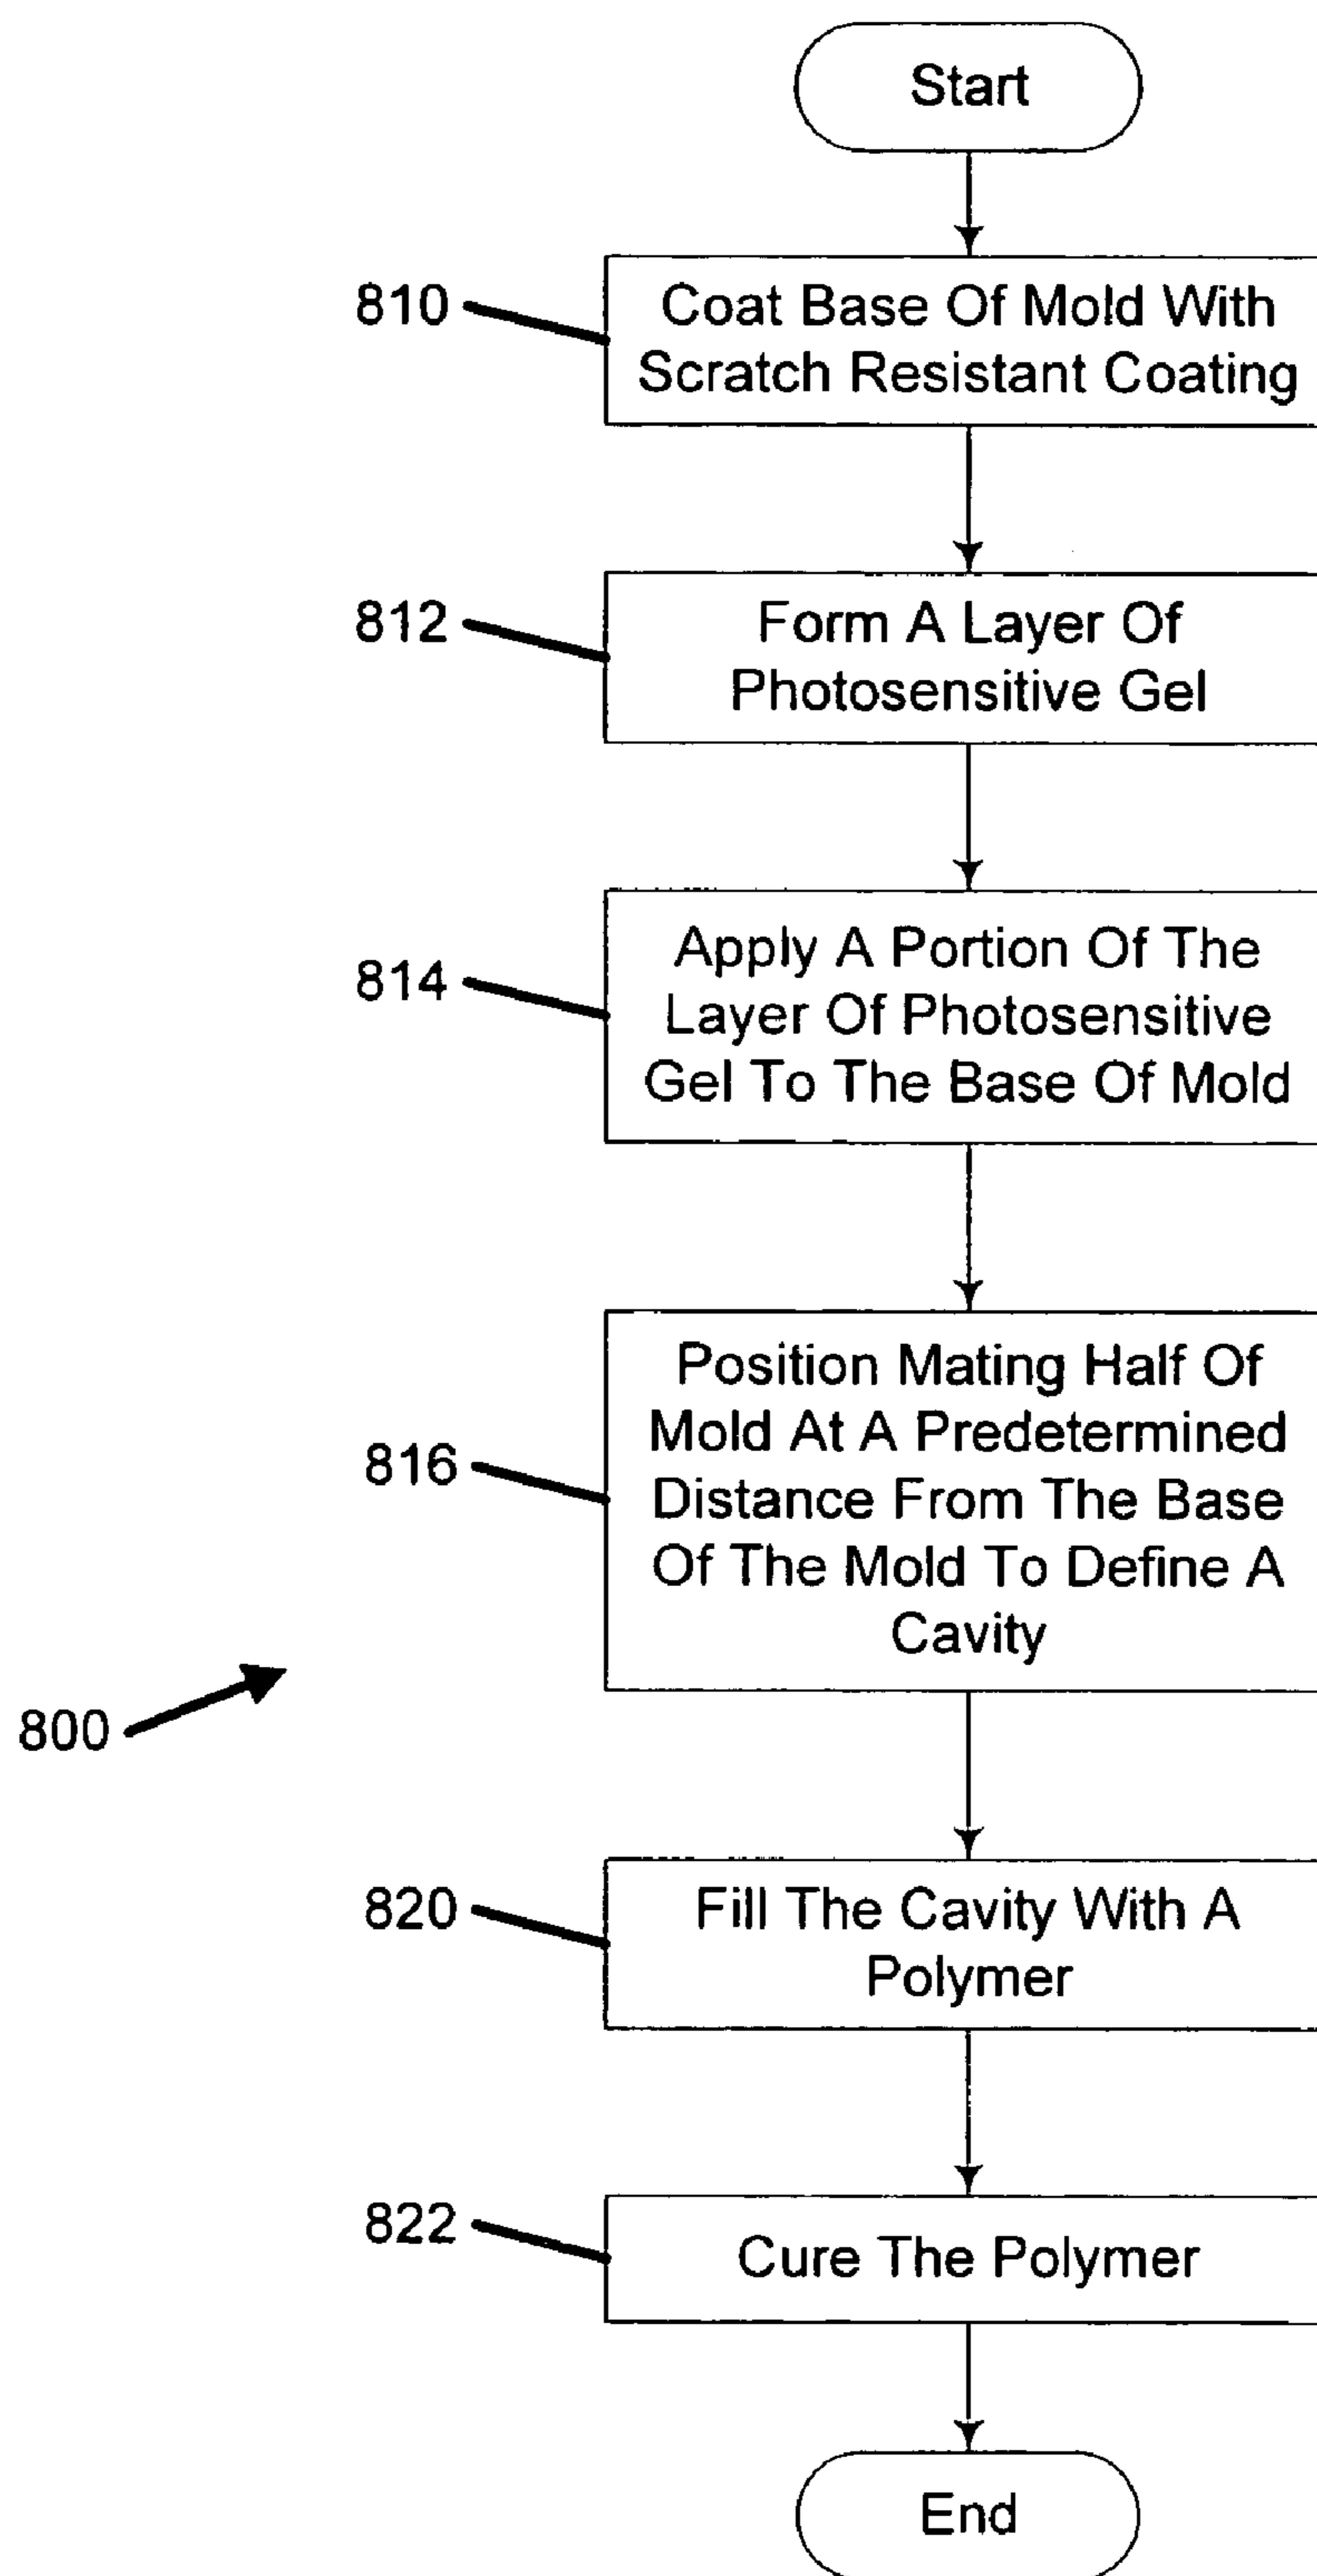 Start
810
Coat Base Of Mold With
Scratch Resistant Coating
812
Form A Layer Of
Photosensitive Gel
814
Apply A Portion Of The
Layer Of Photosensitive
Gel To The Base Of Mold
816
Position Mating Half Of
Mold At A Predetermined
Distance From The Base
Of The Mold To Define A
Cavity
800
820
Fill The Cavity With A
Polymer
822
Cure The Polymer
End